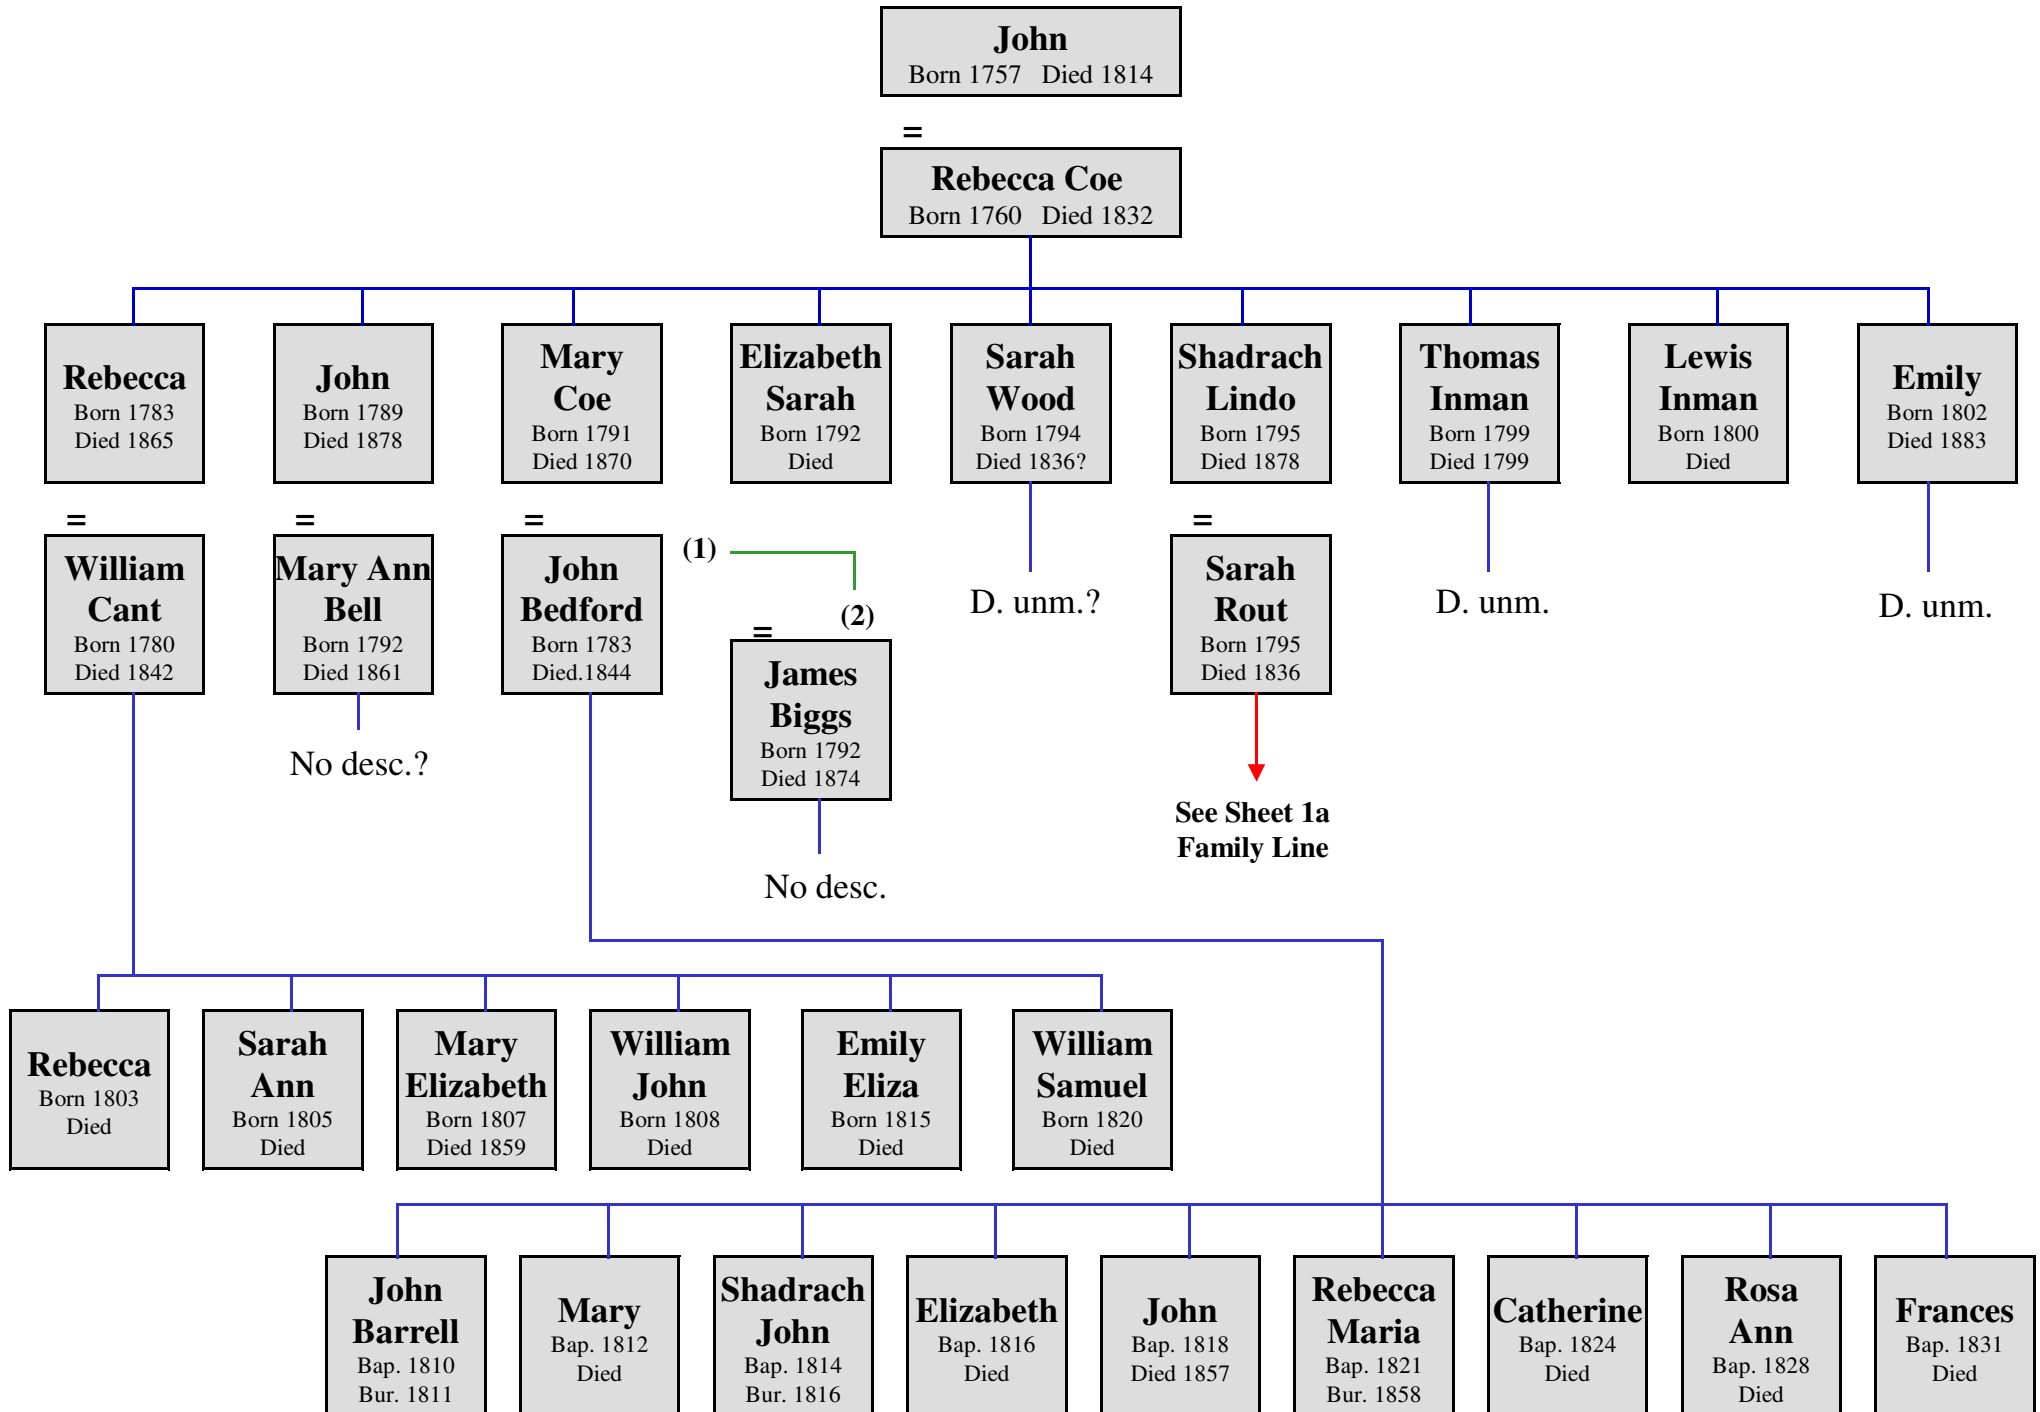 John
Born 1757 Died 1814
=
Rebecca Coe
Born 1760 Died 1832
Rebecca
Born 1783
Died 1865
John
Born 1789
Died 1878
Mary
Coe
Born 1791
Died 1870
Elizabeth
Sarah
Born 1792
Died
Sarah
Wood
Born 1794
Died 1836?
Shadrach
Lindo
Born 1795
Died 1878
Thomas
Inman
Born 1799
Died 1799
Lewis
Inman
Born 1800
Died
Emily
Born 1802
Died 1883
=
William
Cant
Born 1780
Died 1842
=
Mary Ann
Bell
Born 1792
Died 1861
=
John
Bedford
Born 1783
Died.1844
(1)
(2)
=
James
Biggs
Born 1792
Died 1874
D. unm.?
=
Sarah
Rout
Born 1795
Died 1836
D. unm.
D. unm.
No desc.?
No desc.
See Sheet 1a
Family Line
Rebecca
Born 1803
Died
Sarah
Ann
Born 1805
Died
Mary
Elizabeth
Born 1807
Died 1859
William
John
Born 1808
Died
Emily
Eliza
Born 1815
Died
William
Samuel
Born 1820
Died
John
Barrell
Bap. 1810
Bur. 1811
Mary
Bap. 1812
Died
Shadrach
John
Bap. 1814
Bur. 1816
Elizabeth
Bap. 1816
Died
John
Bap. 1818
Died 1857
Rebecca
Maria
Bap. 1821
Bur. 1858
Catherine
Bap. 1824
Died
Rosa
Ann
Bap. 1828
Died
Frances
Bap. 1831
Died